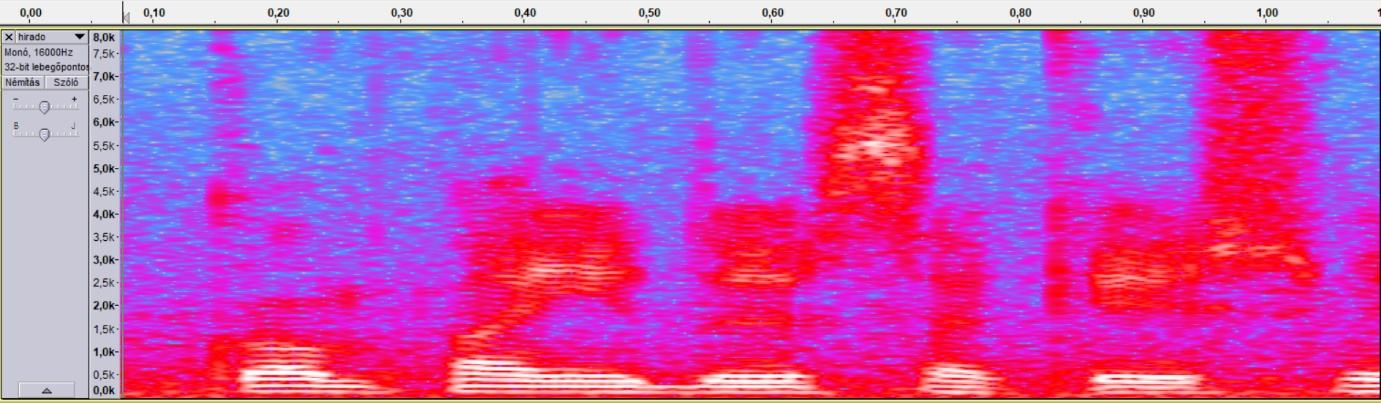 0,00 0,10 0,20 0,30 0,40 0,50 0,60 0,70 0,80 0,90 1,00 1
hirado
Monó, 16000Hz
32-bit lebegõpontos
Némítás Szóló
- +
B J
8,0k
7,5k
7,0k
6,5k
6,0k
5,5k
5,0k
4,5k
4,0k
3,5k
3,0k
2,5k
2,0k
1,5k
1,0k
0,5k
0,0k